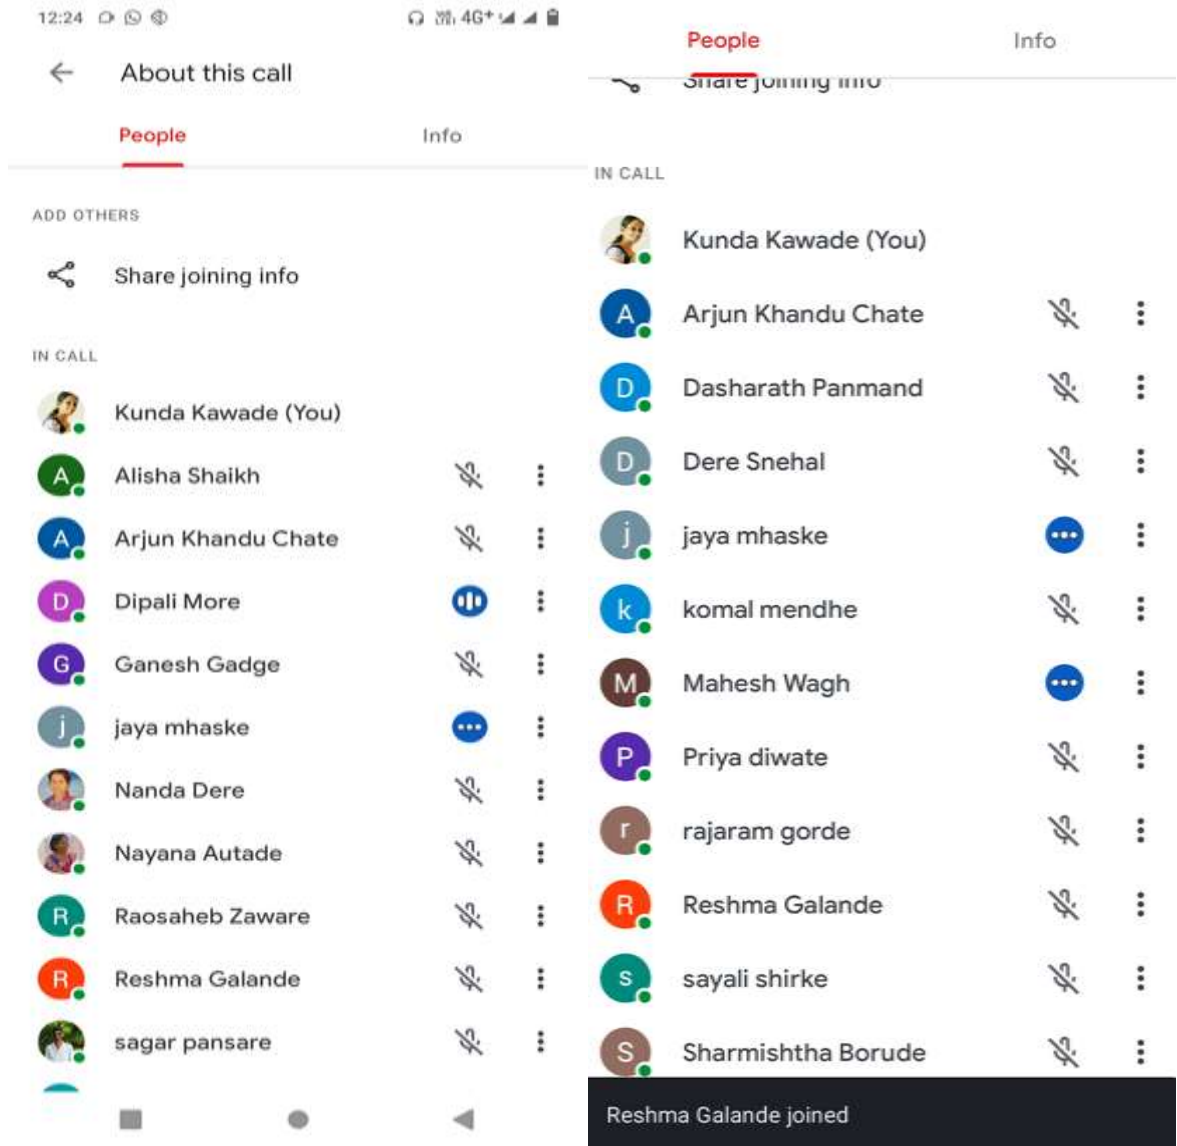 12:24 4G+
About this call
People Info
ADD OTHERS
Share joining info
IN CALL
Kunda Kawade (You)
A Alisha Shaikh
A Arjun Khandu Chate
D Dipali More
G Ganesh Gadge
j jaya mhaske
Nanda Dere
Nayana Autade
R Raosaheb Zaware
R Reshma Galande
sagar pansare
People Info
Share joining info
IN CALL
Kunda Kawade (You)
A Arjun Khandu Chate
D Dasharath Panmand
D Dere Snehal
j jaya mhaske
k komal mendhe
M Mahesh Wagh
P Priya diwate
r rajaram gorde
R Reshma Galande
s sayali shirke
S Sharmishtha Borude
Reshma Galande joined